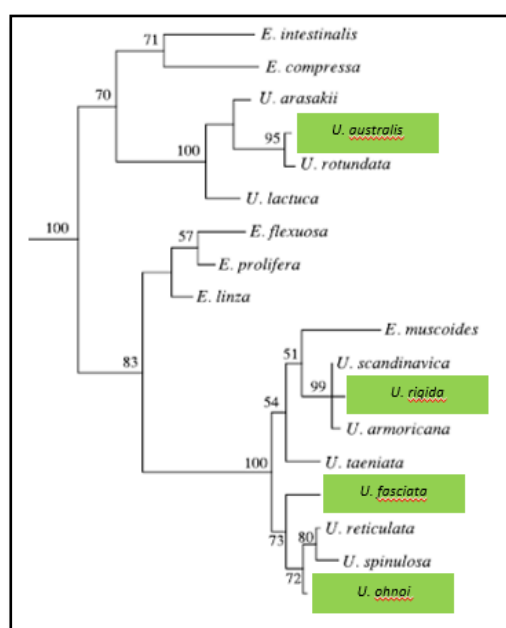 E. intestinalis
71
E. compressa
70
U. arasakii
U. australis
95
100
U. rotundata
U. lactuca
100
E. flexuosa
57
E. prolifera
E. linza
E. muscoides
51
83
U. scandinavica
99
U. rigida
54
U. armoricana
100
U. taeniata
U. fasciata
73
80
U. reticulata
U. spinulosa
72
U. ohnoi